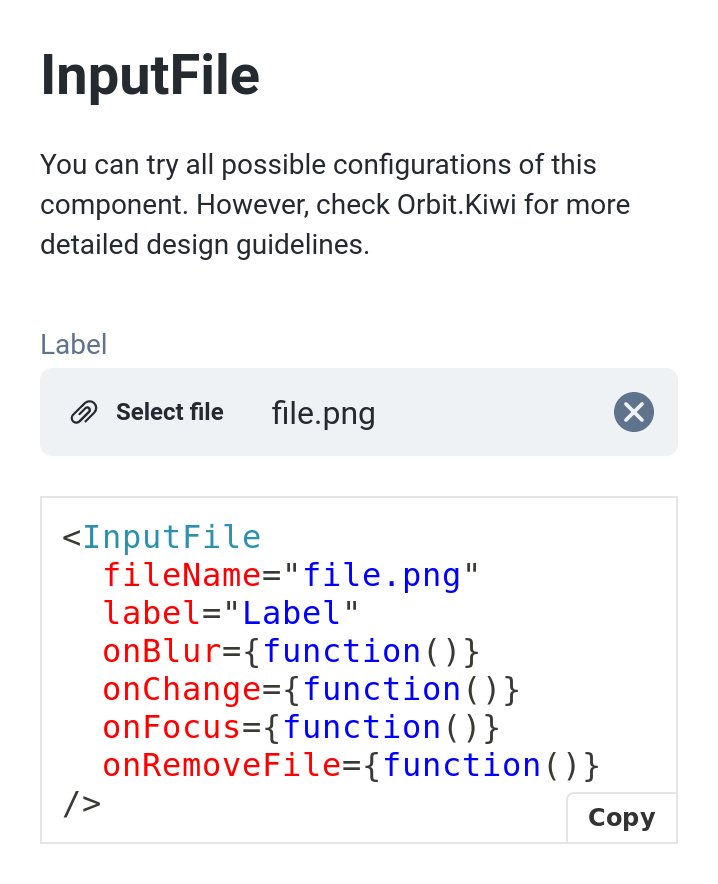 InputFile
You can try all possible configurations of this
component. However, check Orbit.Kiwi for more
detailed design guidelines.
Label
Select file file.png
<InputFile
  fileName="file.png"
  label="Label"
  onBlur={function()}
  onChange={function()}
  onFocus={function()}
  onRemoveFile={function()}
/>
Copy